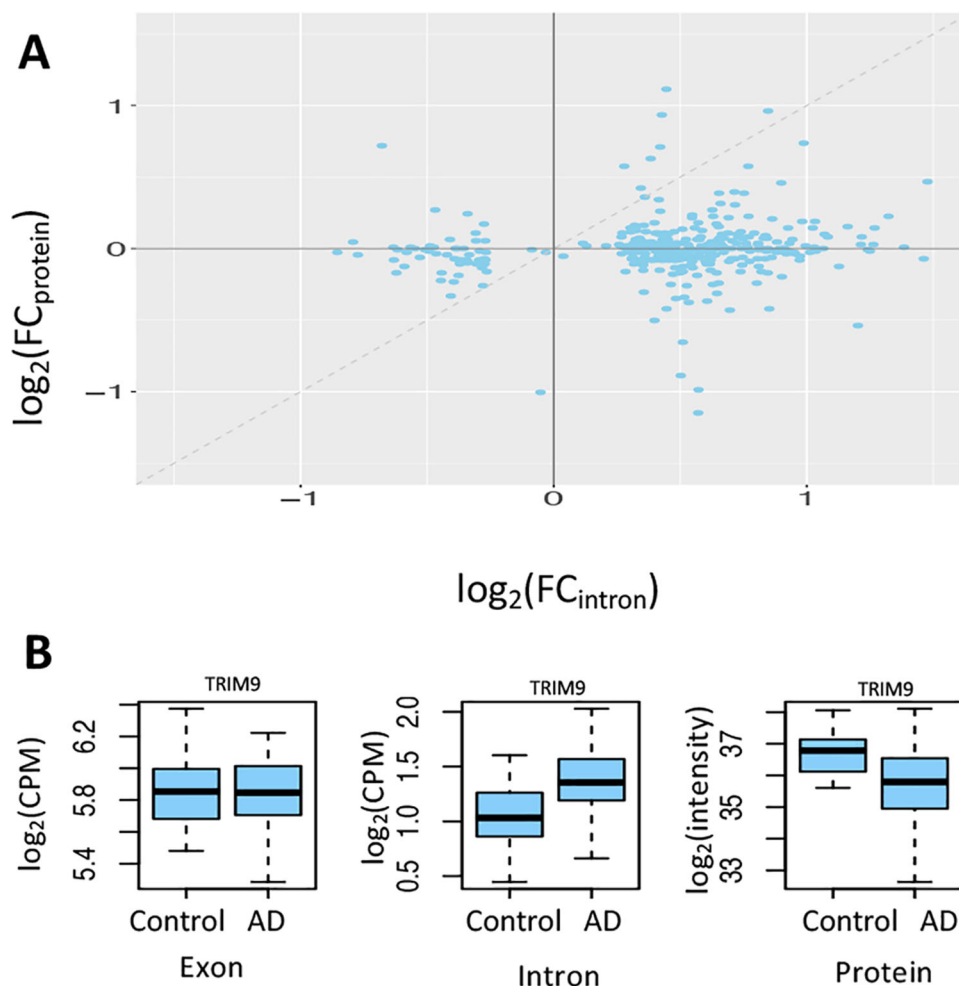 A
log₂(FCprotein)
1
0
−1
−1 0 1
log₂(FCintron)
B
TRIM9
log₂(CPM)
6.2
5.8
5.4
Control AD
Exon
TRIM9
log₂(CPM)
2.0
1.5
1.0
0.5
Control AD
Intron
TRIM9
log₂(intensity)
37
35
33
Control AD
Protein